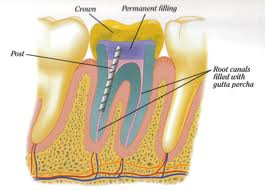 Crown
Permanent filling
Post
Root canals
filled with
gutta percha